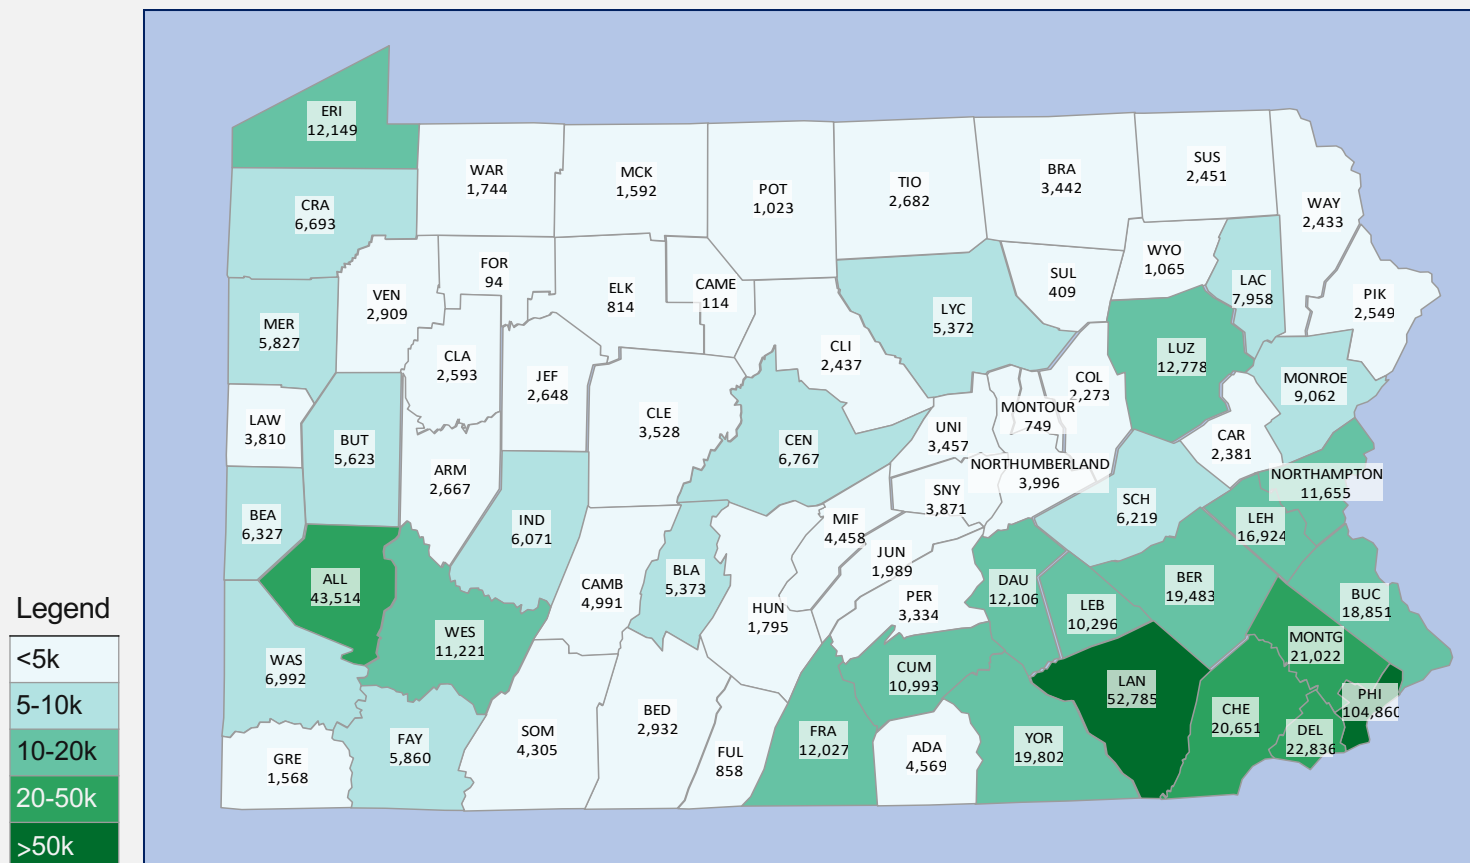 ERI
12,149
WAR
1,744
MCK
1,592
POT
1,023
TIO
2,682
BRA
3,442
SUS
2,451
WAY
2,433
CRA
6,693
FOR
94
ELK
814
CAME
114
SUL
409
WYO
1,065
LAC
7,958
PIK
2,549
VEN
2,909
MER
5,827
CLA
2,593
JEF
2,648
CLI
2,437
LYC
5,372
LUZ
12,778
COL
2,273
MONROE
9,062
LAW
3,810
BUT
5,623
CLE
3,528
CEN
6,767
UNI
3,457
MONTOUR
749
CAR
2,381
ARM
2,667
NORTHUMBERLAND
3,996
NORTHAMPTON
11,655
BEA
6,327
IND
6,071
SNY
3,871
SCH
6,219
LEH
16,924
MIF
4,458
JUN
1,989
ALL
43,514
CAMB
4,991
BLA
5,373
HUN
1,795
PER
3,334
DAU
12,106
LEB
10,296
BER
19,483
BUC
18,851
WES
11,221
WAS
6,992
CUM
10,993
LAN
52,785
MONTG
21,022
PHI
104,860
GRE
1,568
FAY
5,860
SOM
4,305
BED
2,932
FUL
858
FRA
12,027
ADA
4,569
YOR
19,802
CHE
20,651
DEL
22,836
Legend
<5k
5-10k
10-20k
20-50k
>50k